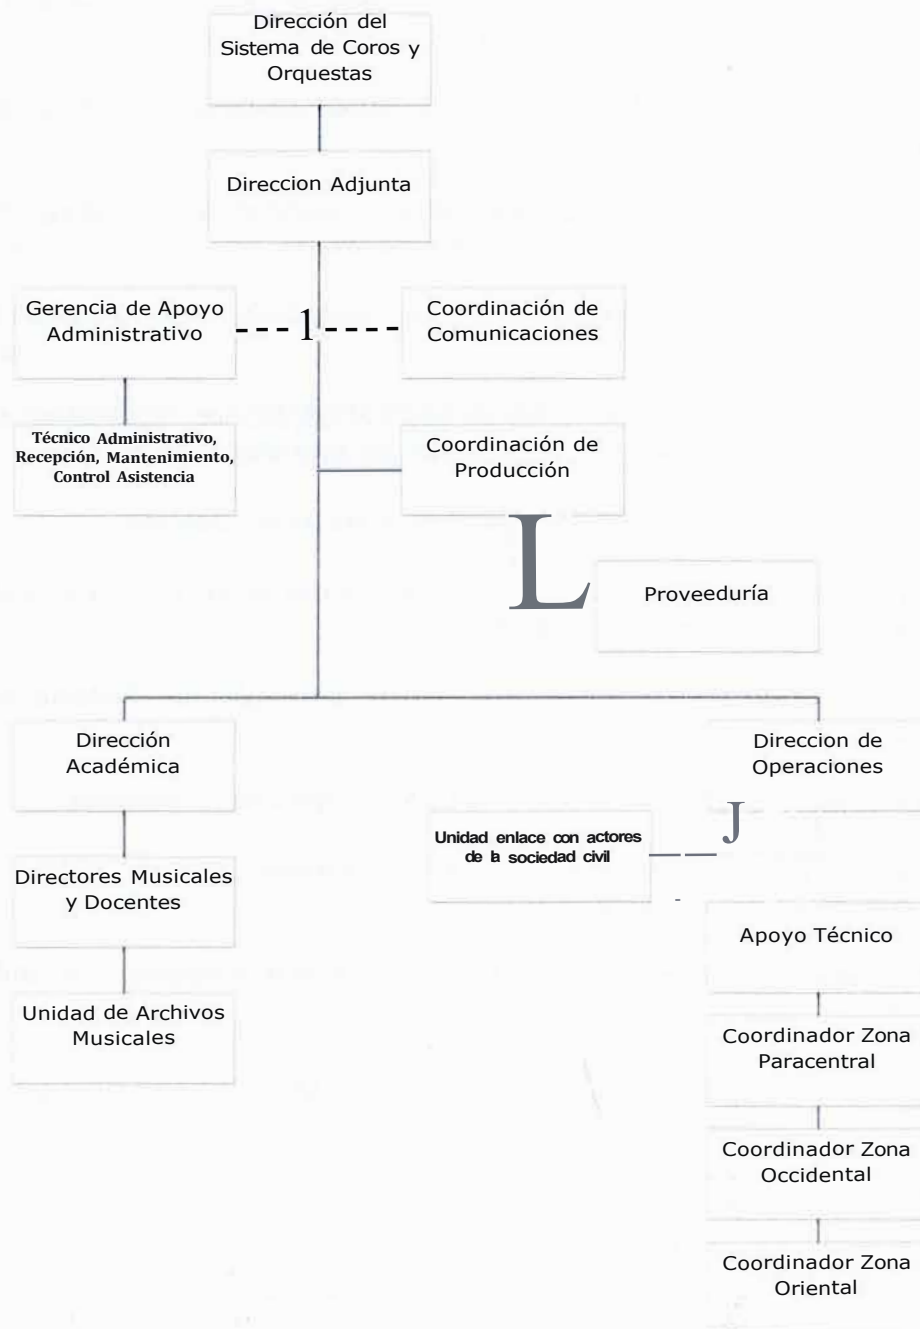 Dirección del
Sistema de Coros y
Orquestas
Direccion Adjunta
Gerencia de Apoyo
Administrativo
Coordinación de
Comunicaciones
Técnico Administrativo,
Recepción, Mantenimiento,
Control Asistencia
Coordinación de
Producción
Proveeduría
Dirección
Académica
Direccion de
Operaciones
Unidad enlace con actores
de la sociedad civil
Directores Musicales
y Docentes
Apoyo Técnico
Unidad de Archivos
Musicales
Coordinador Zona
Paracentral
Coordinador Zona
Occidental
Coordinador Zona
Oriental